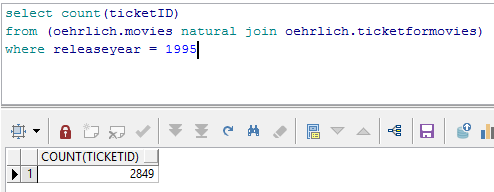 select count(ticketID)
from (oehrlich.movies natural join oehrlich.ticketformovies)
where releaseyear = 1995
COUNT(TICKETID)
1 2849